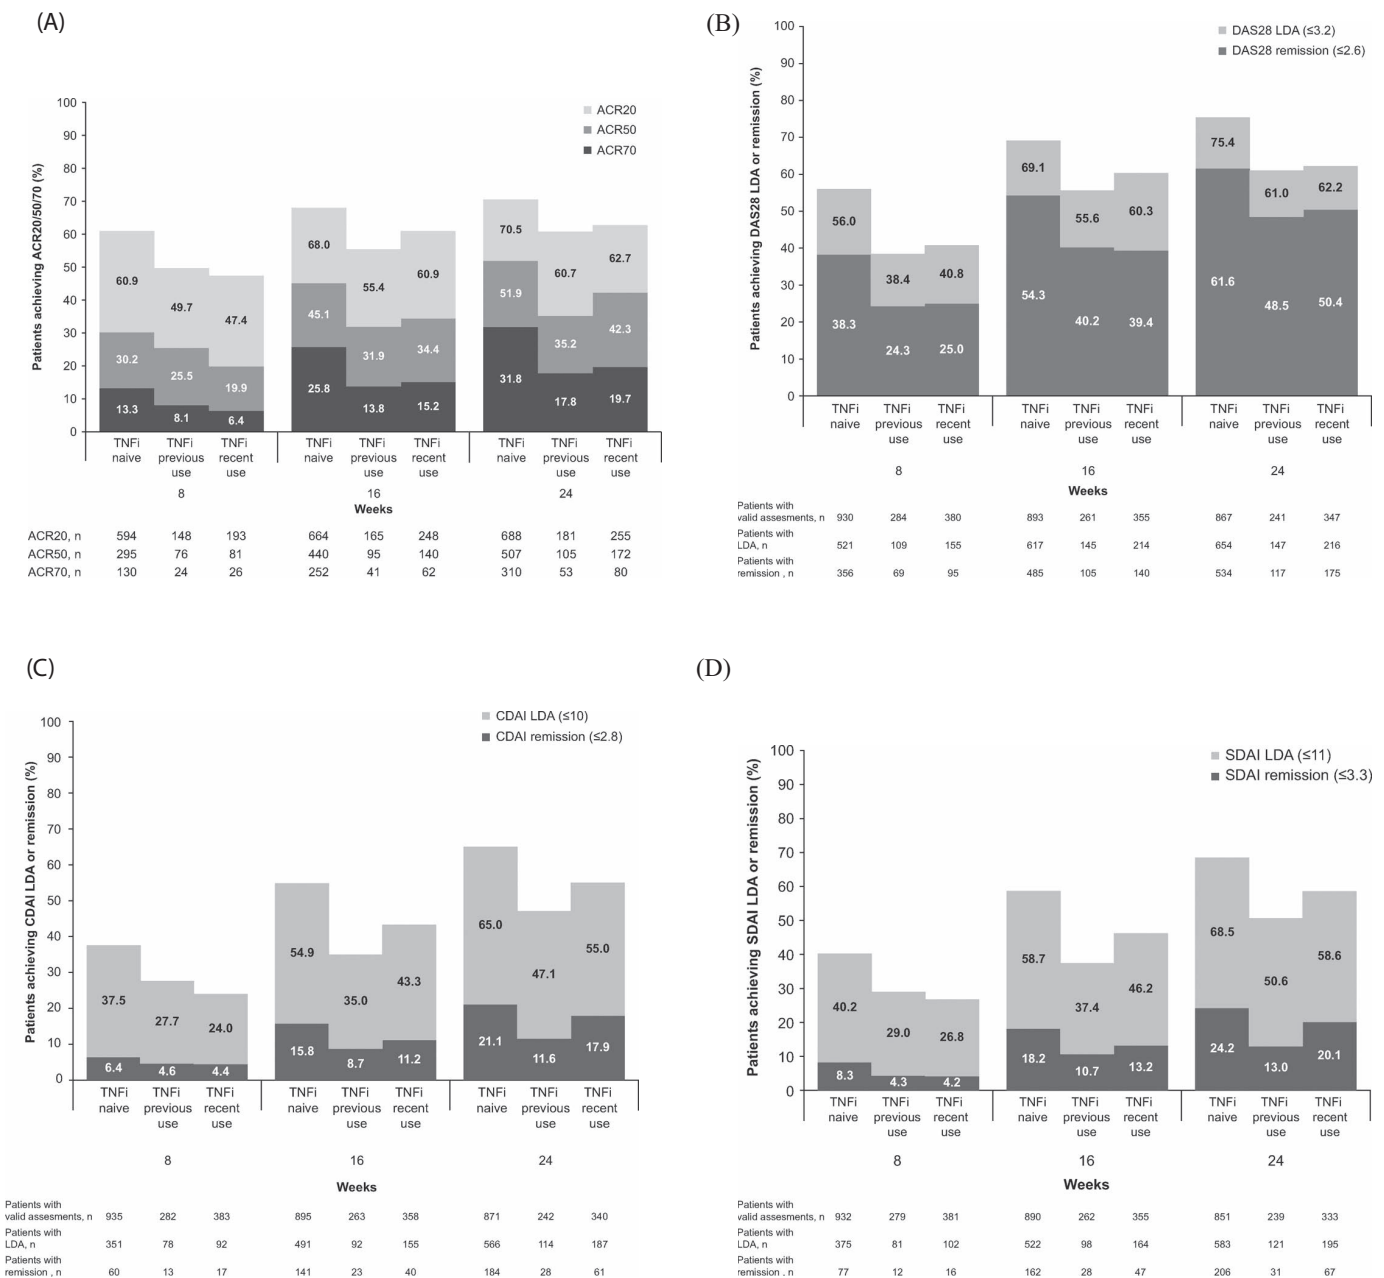 (A)
Patients achieving ACR20/50/70 (%)
100
90
80
70
60
50
40
30
20
10
0
ACR20
ACR50
ACR70
60.9 49.7 47.4 68.0 55.4 60.9 70.5 60.7 62.7
30.2 25.5 19.9 45.1 31.9 34.4 51.9 35.2 42.3
13.3 8.1 6.4 25.8 13.8 15.2 31.8 17.8 19.7
TNFi TNFi TNFi TNFi TNFi TNFi TNFi TNFi TNFi
naive previous recent naive previous recent naive previous recent
use use use use use use
8 16 24
Weeks
ACR20, n 594 148 193 664 165 248 688 181 255
ACR50, n 295 76 81 440 95 140 507 105 172
ACR70, n 130 24 26 252 41 62 310 53 80
(B)
Patients achieving DAS28 LDA or remission (%)
100
90
80
70
60
50
40
30
20
10
0
DAS28 LDA (≤3.2)
DAS28 remission (≤2.6)
56.0 38.4 40.8 69.1 55.6 60.3 75.4 61.0 62.2
38.3 24.3 25.0 54.3 40.2 39.4 61.6 48.5 50.4
TNFi TNFi TNFi TNFi TNFi TNFi TNFi TNFi TNFi
naive previous recent naive previous recent naive previous recent
use use use use use use
8 16 24
Weeks
Patients with
valid assesments, n 930 284 380 893 261 355 867 241 347
Patients with
LDA, n 521 109 155 617 145 214 654 147 216
Patients with
remission , n 356 69 95 485 105 140 534 117 175
(C)
Patients achieving CDAI LDA or remission (%)
100
90
80
70
60
50
40
30
20
10
0
CDAI LDA (≤10)
CDAI remission (≤2.8)
37.5 27.7 24.0 54.9 35.0 43.3 65.0 47.1 55.0
6.4 4.6 4.4 15.8 8.7 11.2 21.1 11.6 17.9
TNFi TNFi TNFi TNFi TNFi TNFi TNFi TNFi TNFi
naive previous recent naive previous recent naive previous recent
use use use use use use
8 16 24
Weeks
Patients with
valid assesments, n 935 282 383 895 263 358 871 242 340
Patients with
LDA, n 351 78 92 491 92 155 566 114 187
Patients with
remission , n 60 13 17 141 23 40 184 28 61
(D)
Patients achieving SDAI LDA or remission (%)
100
90
80
70
60
50
40
30
20
10
0
SDAI LDA (≤11)
SDAI remission (≤3.3)
40.2 29.0 26.8 58.7 37.4 46.2 68.5 50.6 58.6
8.3 4.3 4.2 18.2 10.7 13.2 24.2 13.0 20.1
TNFi TNFi TNFi TNFi TNFi TNFi TNFi TNFi TNFi
naive previous recent naive previous recent naive previous recent
use use use use use use
8 16 24
Weeks
Patients with
valid assesments, n 932 279 381 890 262 355 851 239 333
Patients with
LDA, n 375 81 102 522 98 164 583 121 195
Patients with
remission , n 77 12 16 162 28 47 206 31 67